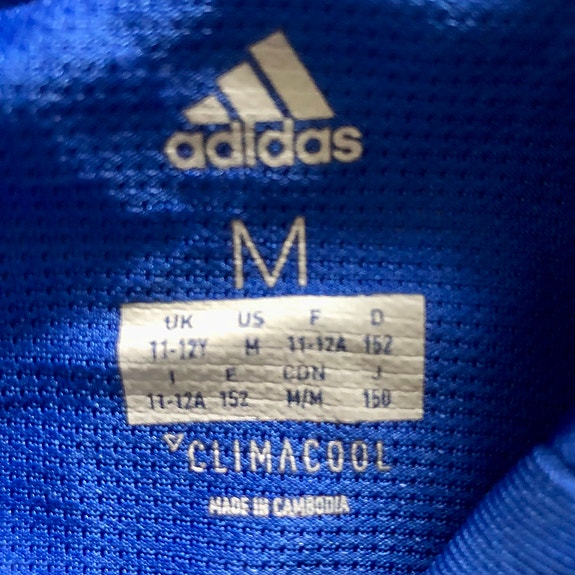 adidas
M
UK US F D
11-12Y M 11-12A 152
I E CDN J
11-12A 152 M/M 150
CLIMACOOL
MADE IN CAMBODIA